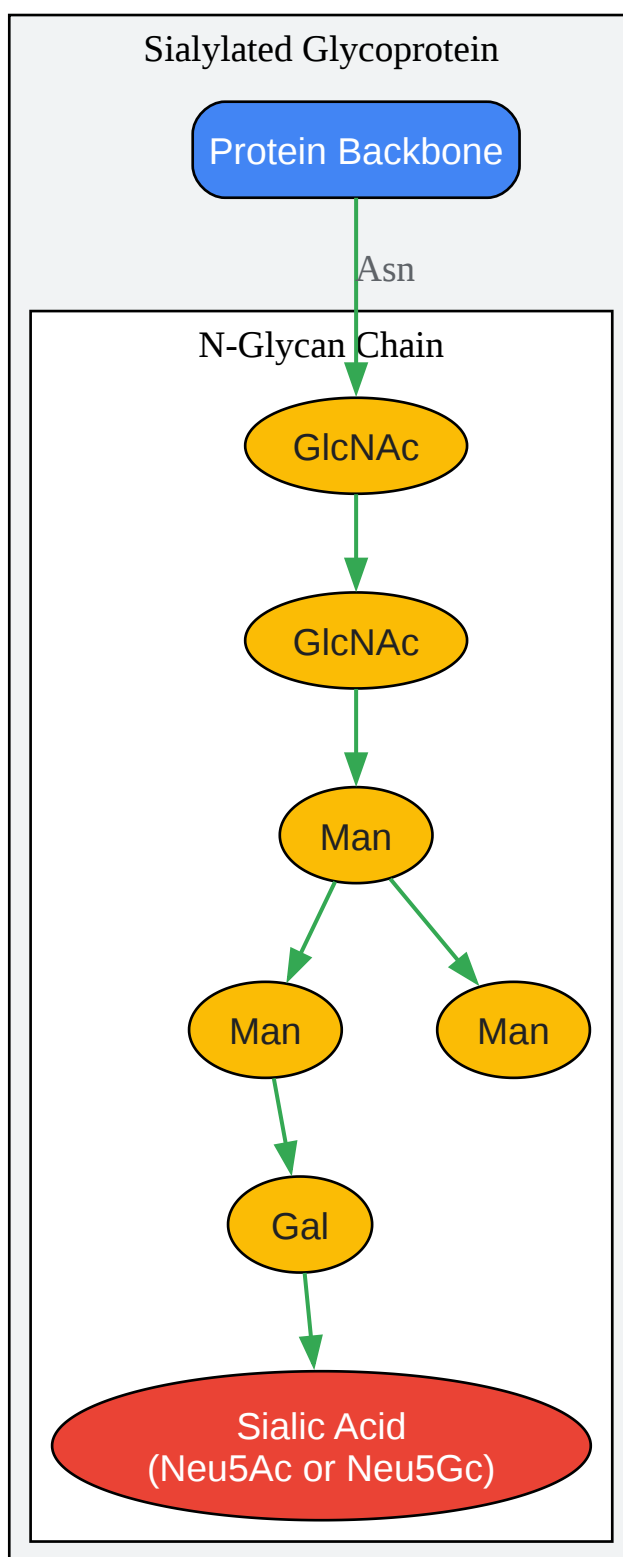 Sialylated Glycoprotein
Protein Backbone
Asn
N-Glycan Chain
GlcNAc
GlcNAc
Man
Man
Man
Gal
Sialic Acid
(Neu5Ac or Neu5Gc)